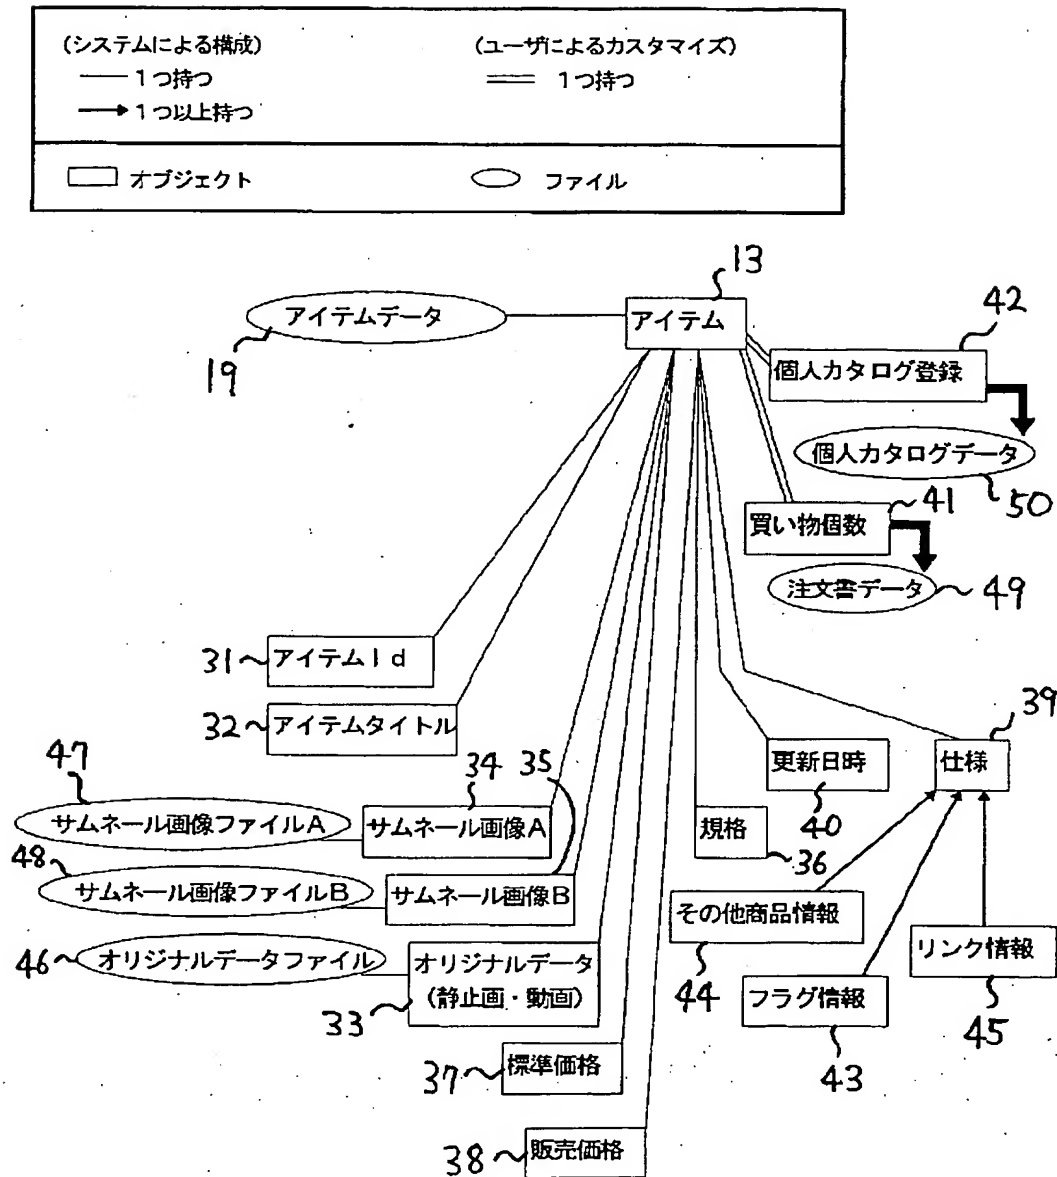 (システムによる構成)
(ユーザによるカスタマイズ)
1つ持つ
1つ持つ
1つ以上持つ
オブジェクト
ファイル
13
アイテムデータ
アイテム
42
19
個人カタログ登録
個人カタログデータ
50
41
買い物個数
注文書データ
49
31
アイテムId
32
アイテムタイトル
39
47
34
35
更新日時
仕様
サムネール画像ファイルA
サムネール画像A
規格
40
36
48
サムネール画像ファイルB
サムネール画像B
その他商品情報
リンク情報
46
オリジナルデータファイル
オリジナルデータ
(静止画・動画)
33
44
フラグ情報
45
37
標準価格
43
38
販売価格